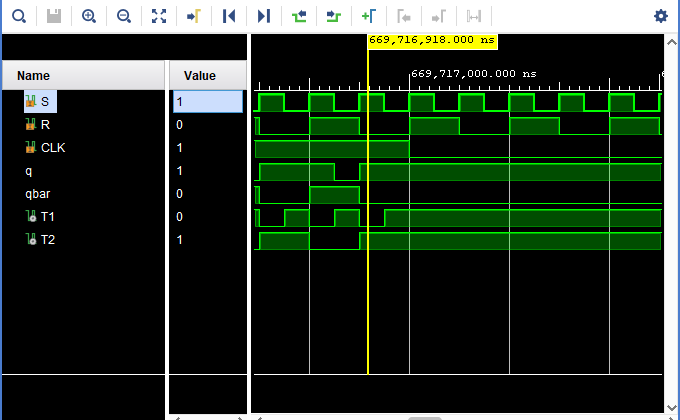 669,716,918.000 ns
669,717,000.000 ns
Name Value
S 1
R 0
CLK 1
q 1
qbar 0
T1 0
T2 1